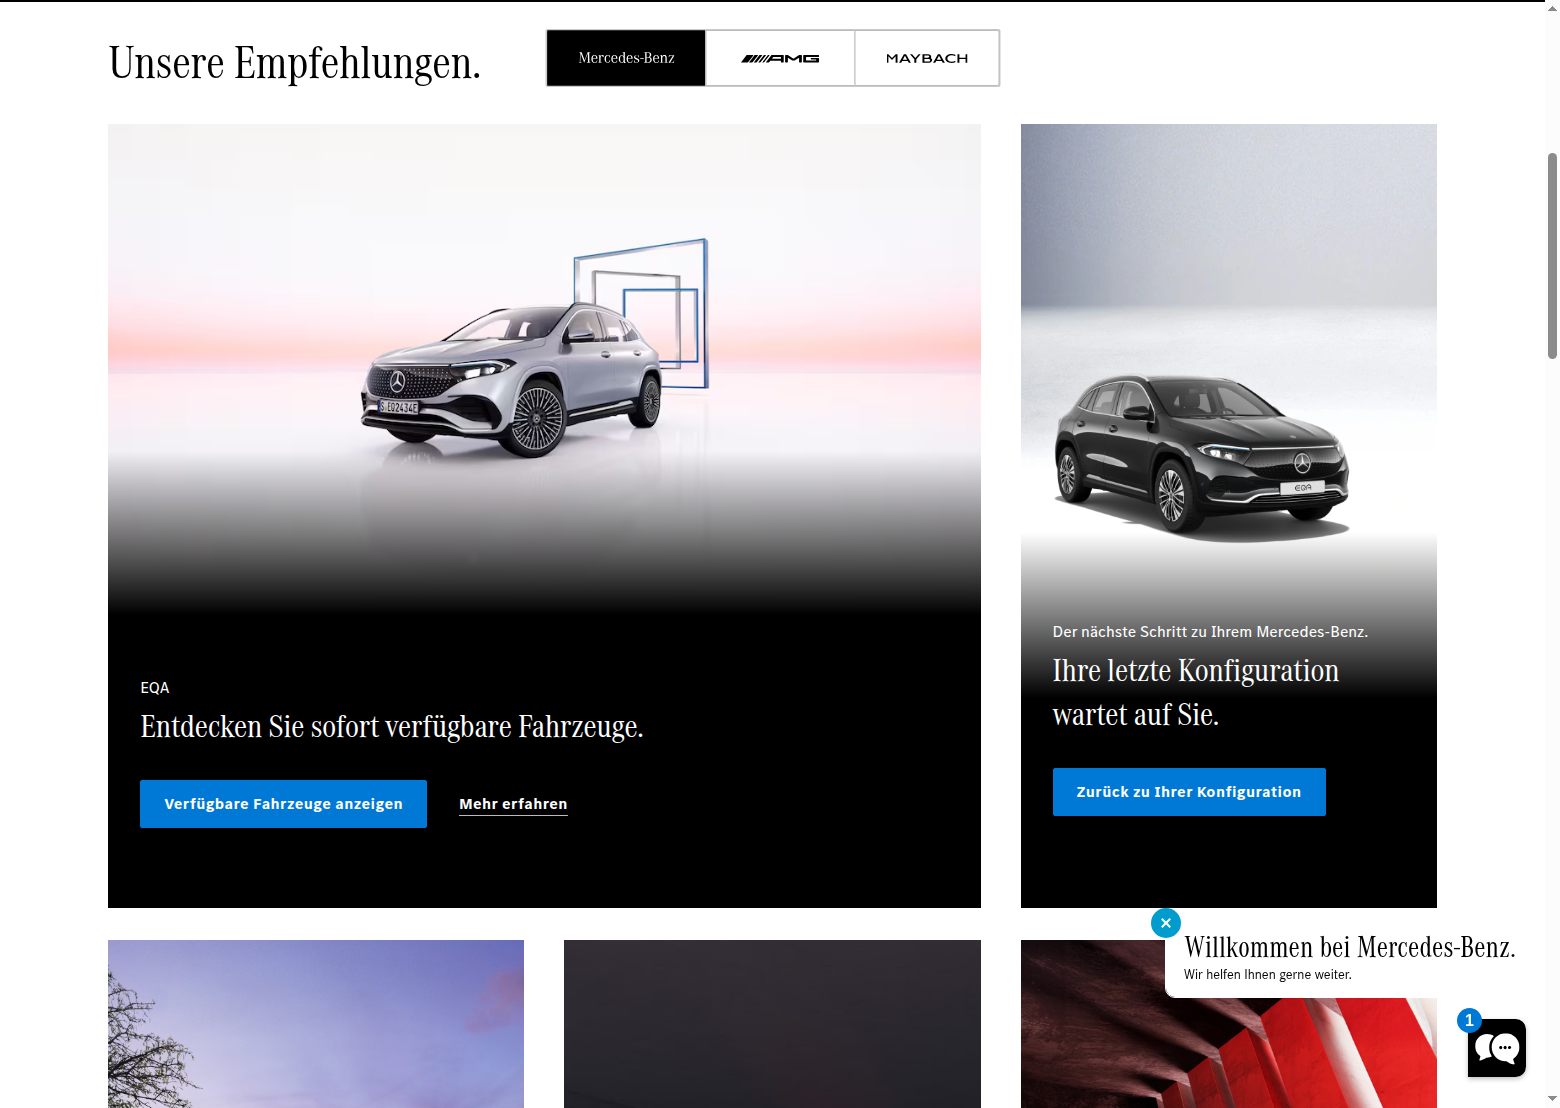 Unsere Empfehlungen.
Mercedes-Benz
AMG
MAYBACH
S·EQ2434E
EQA
Entdecken Sie sofort verfügbare Fahrzeuge.
Verfügbare Fahrzeuge anzeigen
Mehr erfahren
EQA
Der nächste Schritt zu Ihrem Mercedes-Benz.
Ihre letzte Konfiguration
wartet auf Sie.
Zurück zu Ihrer Konfiguration
Willkommen bei Mercedes-Benz.
Wir helfen Ihnen gerne weiter.
1